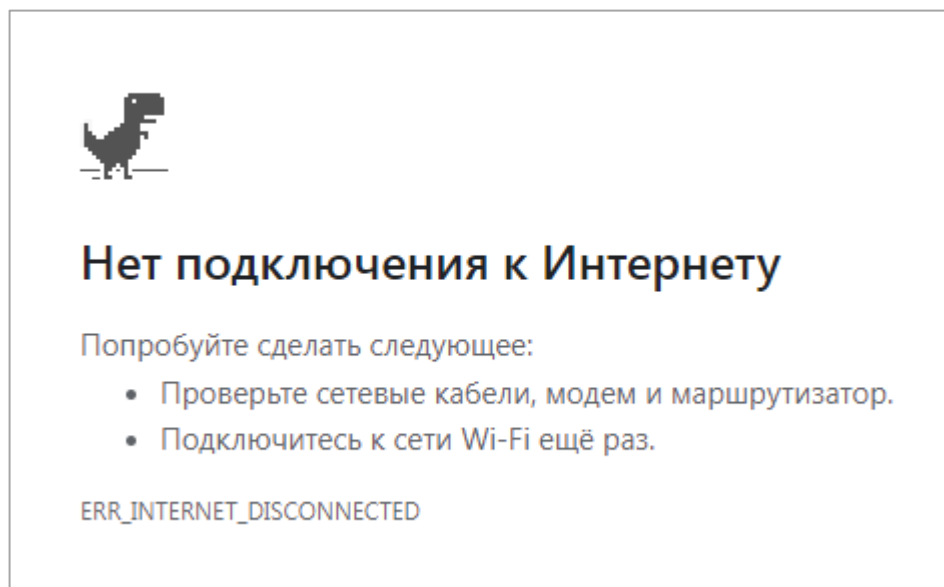 Нет подключения к Интернету
Попробуйте сделать следующее:
• Проверьте сетевые кабели, модем и маршрутизатор.
• Подключитесь к сети Wi-Fi ещё раз.
ERR_INTERNET_DISCONNECTED